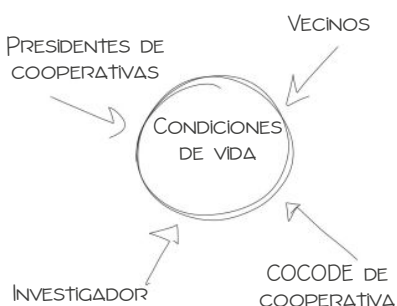 Vecinos
Presidentes de
cooperativas
Condiciones
de vida
Investigador
COCODE de
cooperativa